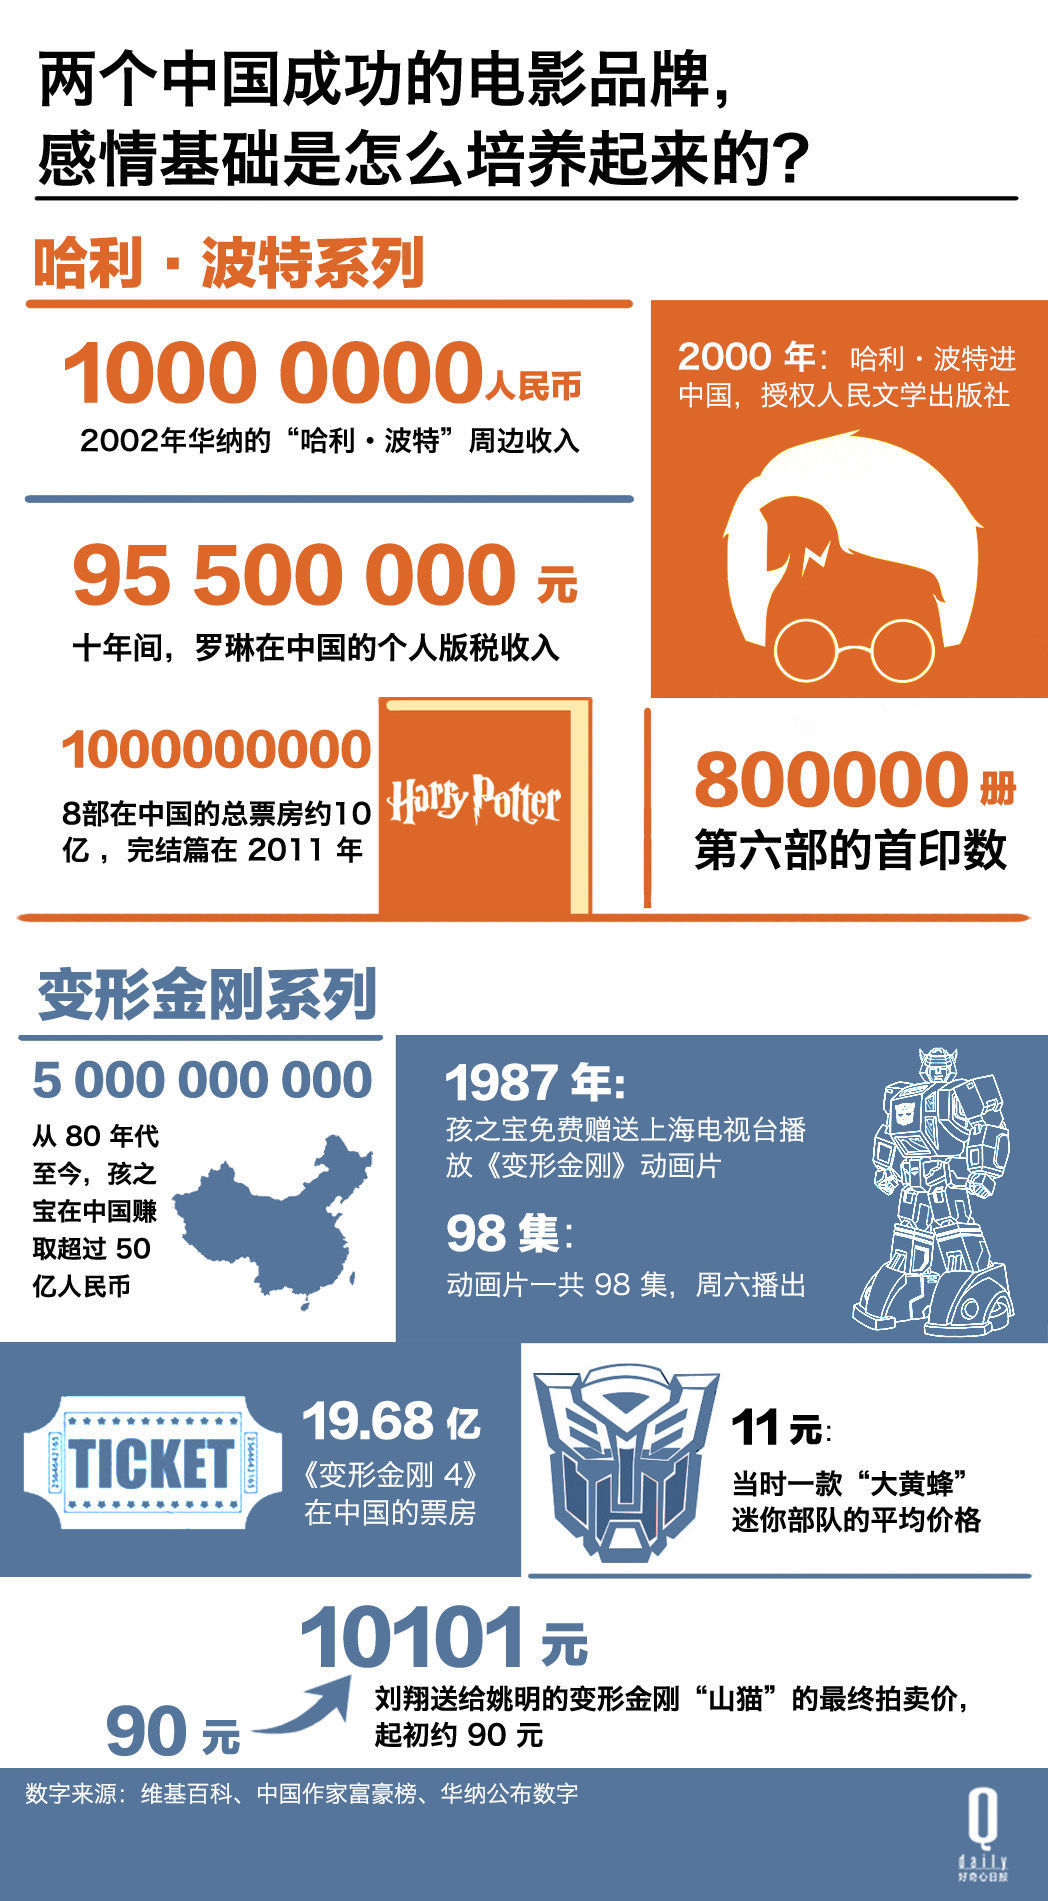 两个中国成功的电影品牌，
感情基础是怎么培养起来的？
哈利·波特系列
1000 0000人民币
2002年华纳的“哈利·波特”周边收入
2000 年：哈利·波特进
中国，授权人民文学出版社
95 500 000 元
十年间，罗琳在中国的个人版税收入
1000000000
8部在中国的总票房约10
亿 ，完结篇在 2011 年
Harry Potter
800000 册
第六部的首印数
变形金刚系列
5 000 000 000
从 80 年代
至今，孩之
宝在中国赚
取超过 50
亿人民币
1987 年:
孩之宝免费赠送上海电视台播
放《变形金刚》动画片
98 集：
动画片一共 98 集，周六播出
TICKET
19.68 亿
《变形金刚 4》
在中国的票房
11 元：
当时一款“大黄蜂”
迷你部队的平均价格
10101 元
90 元
刘翔送给姚明的变形金刚“山猫”的最终拍卖价，
起初约 90 元
数字来源：维基百科、中国作家富豪榜、华纳公布数字
Q
daily
好奇心日报